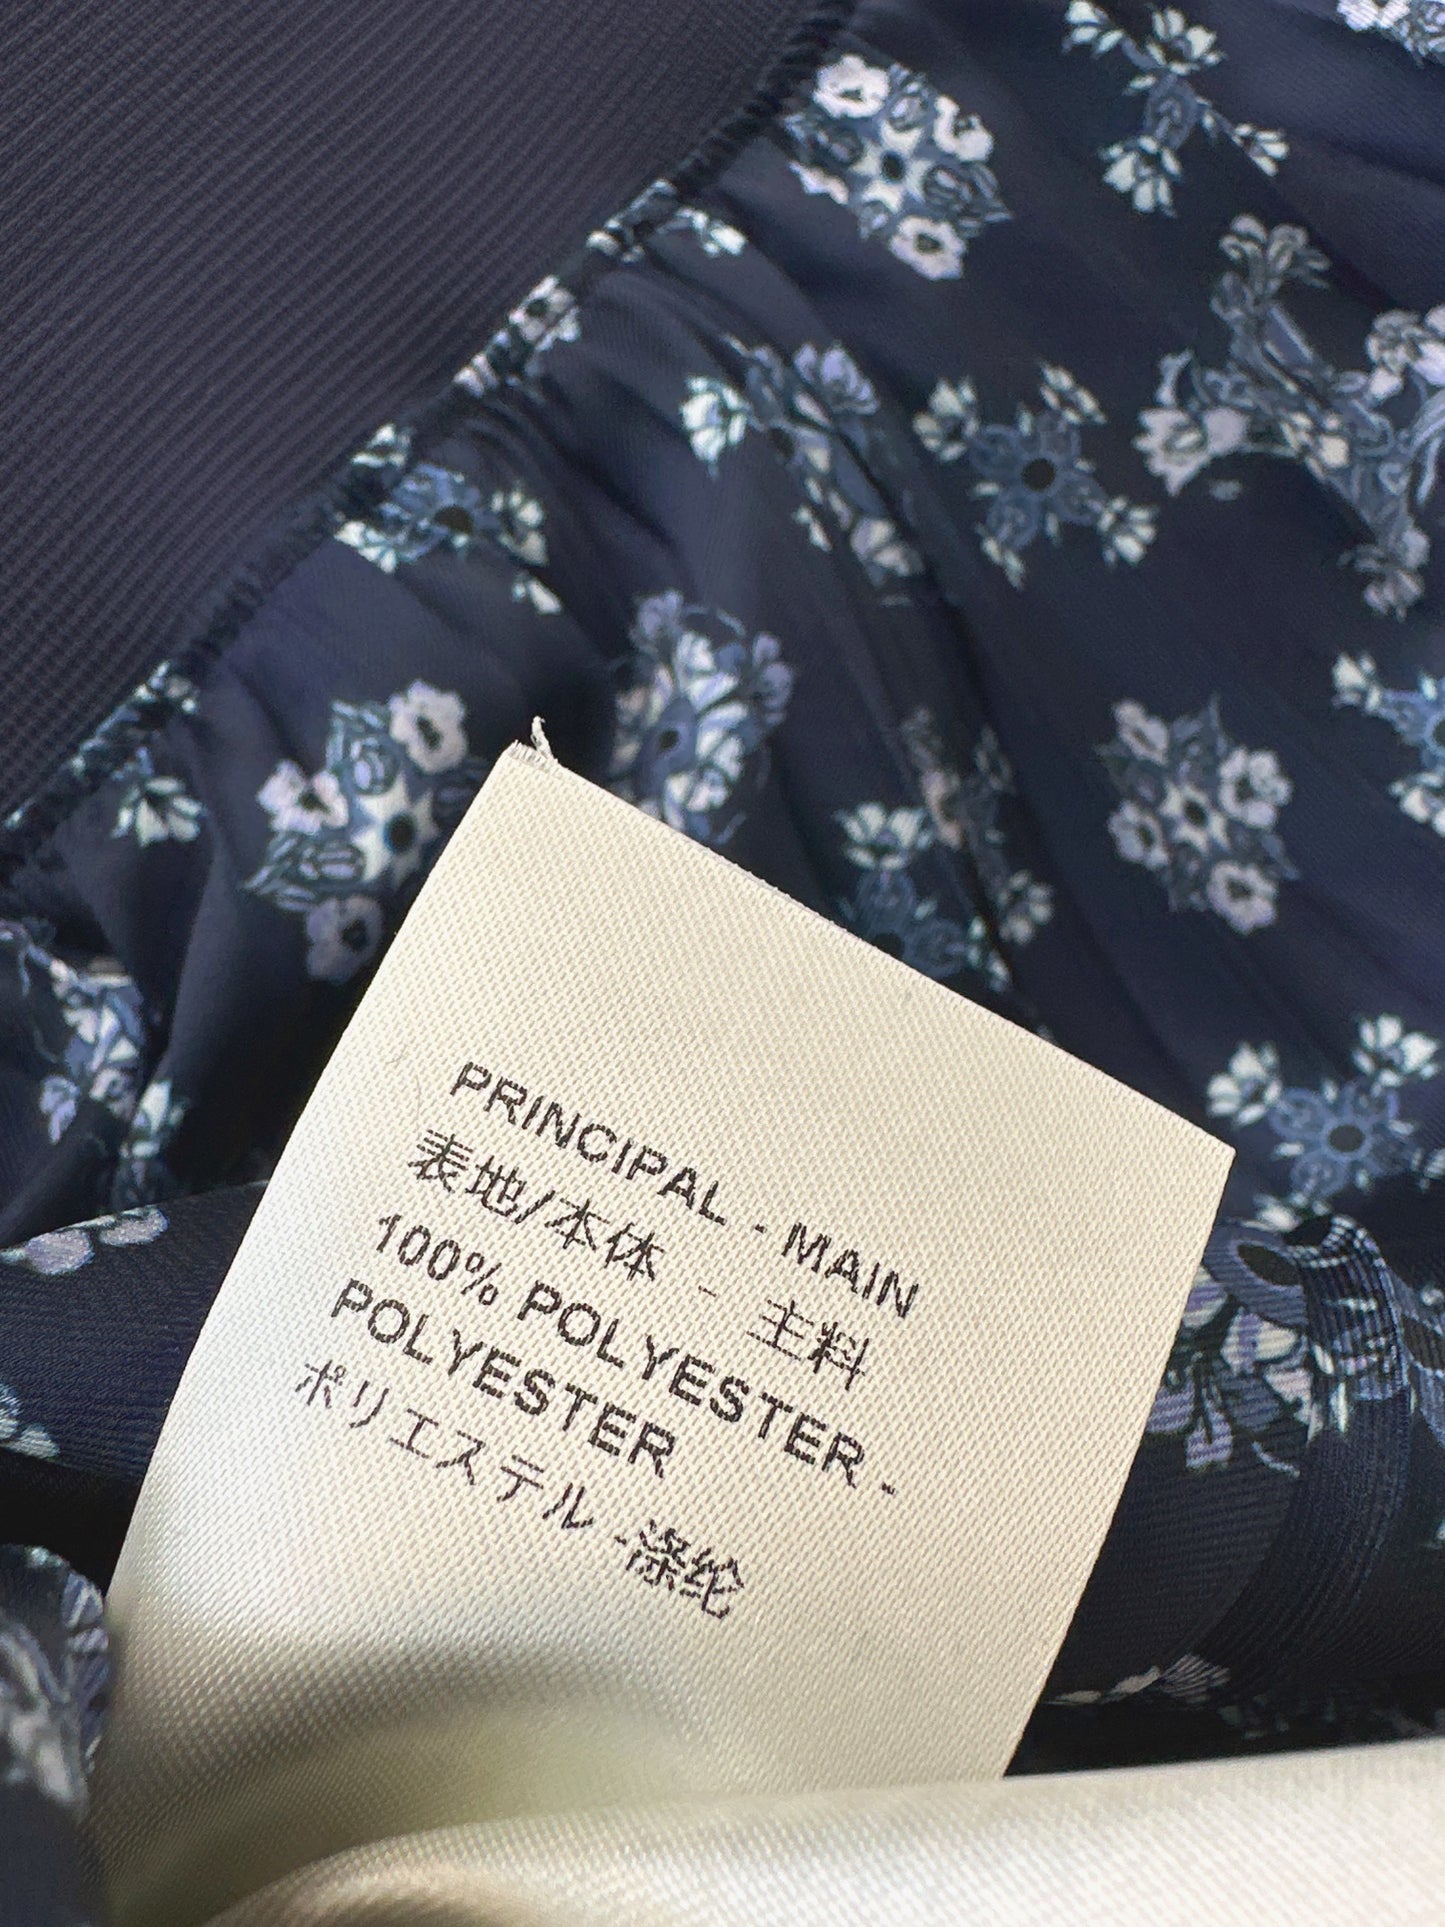 PRINCIPAL - MAIN
表地/本体 - 主料
100% POLYESTER -
POLYESTER
ポリエステル -涤纶